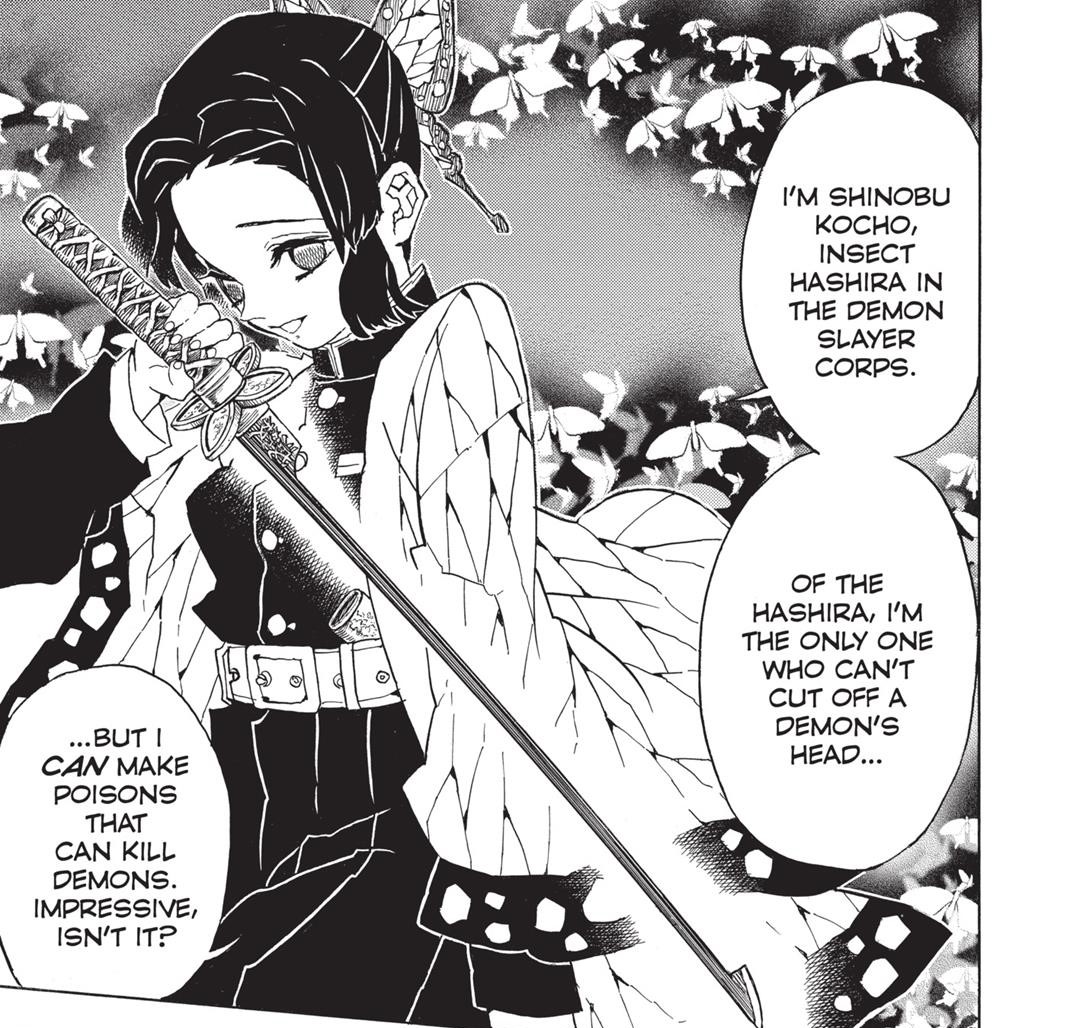 I'M SHINOBU
KOCHO,
INSECT
HASHIRA IN
THE DEMON
SLAYER
CORPS.
OF THE
HASHIRA, I'M
THE ONLY ONE
WHO CAN'T
CUT OFF A
DEMON'S
HEAD...
...BUT I
CAN MAKE
POISONS
THAT
CAN KILL
DEMONS.
IMPRESSIVE,
ISN'T IT?